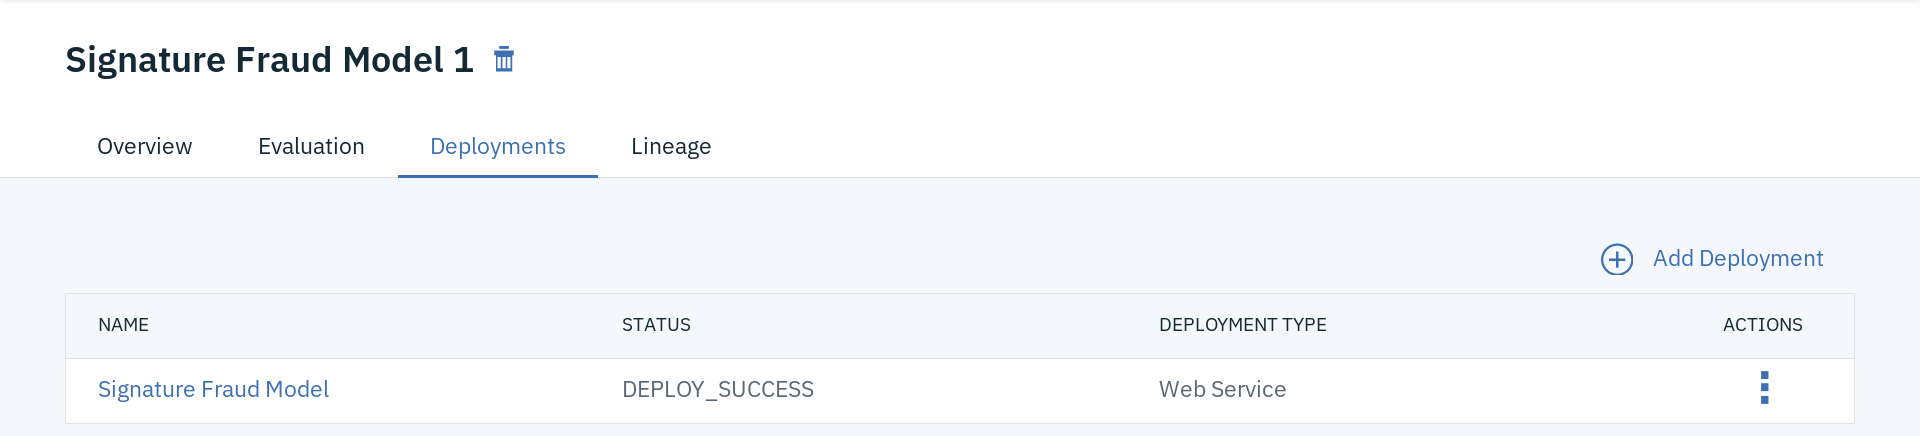 Signature Fraud Model 1
Overview Evaluation Deployments Lineage
Add Deployment
NAME STATUS DEPLOYMENT TYPE ACTIONS
Signature Fraud Model DEPLOY_SUCCESS Web Service